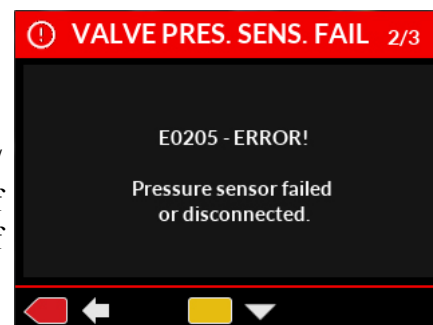 VALVE PRES. SENS. FAIL 2/3
E0205 - ERROR!
Pressure sensor failed
or disconnected.